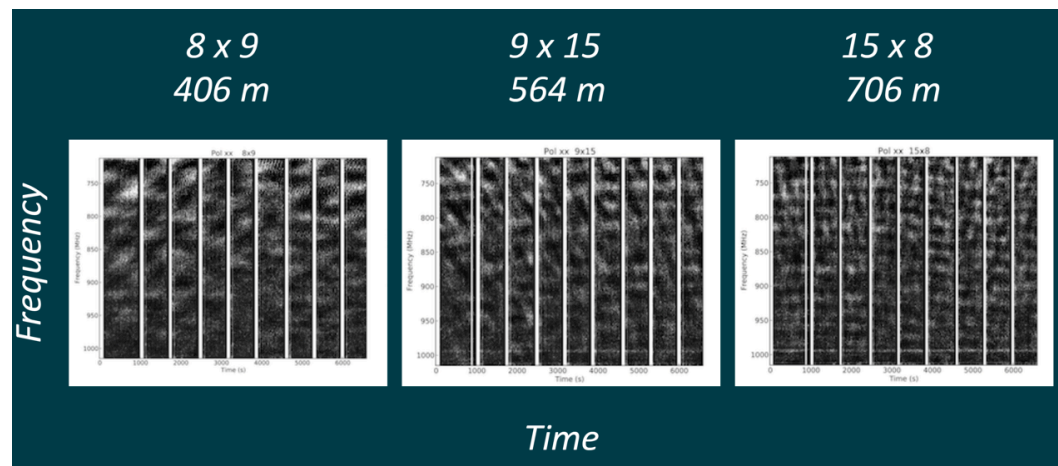 8 x 9
406 m
9 x 15
564 m
15 x 8
706 m
Frequency
Pol xx 8x9
Frequency (MHz)
750
800
850
900
950
1000
0 1000 2000 3000 4000 5000 6000
Time (s)
Pol xx 9x15
Frequency (MHz)
750
800
850
900
950
1000
0 1000 2000 3000 4000 5000 6000
Time (s)
Pol xx 15x8
Frequency (MHz)
750
800
850
900
950
1000
0 1000 2000 3000 4000 5000 6000
Time (s)
Time